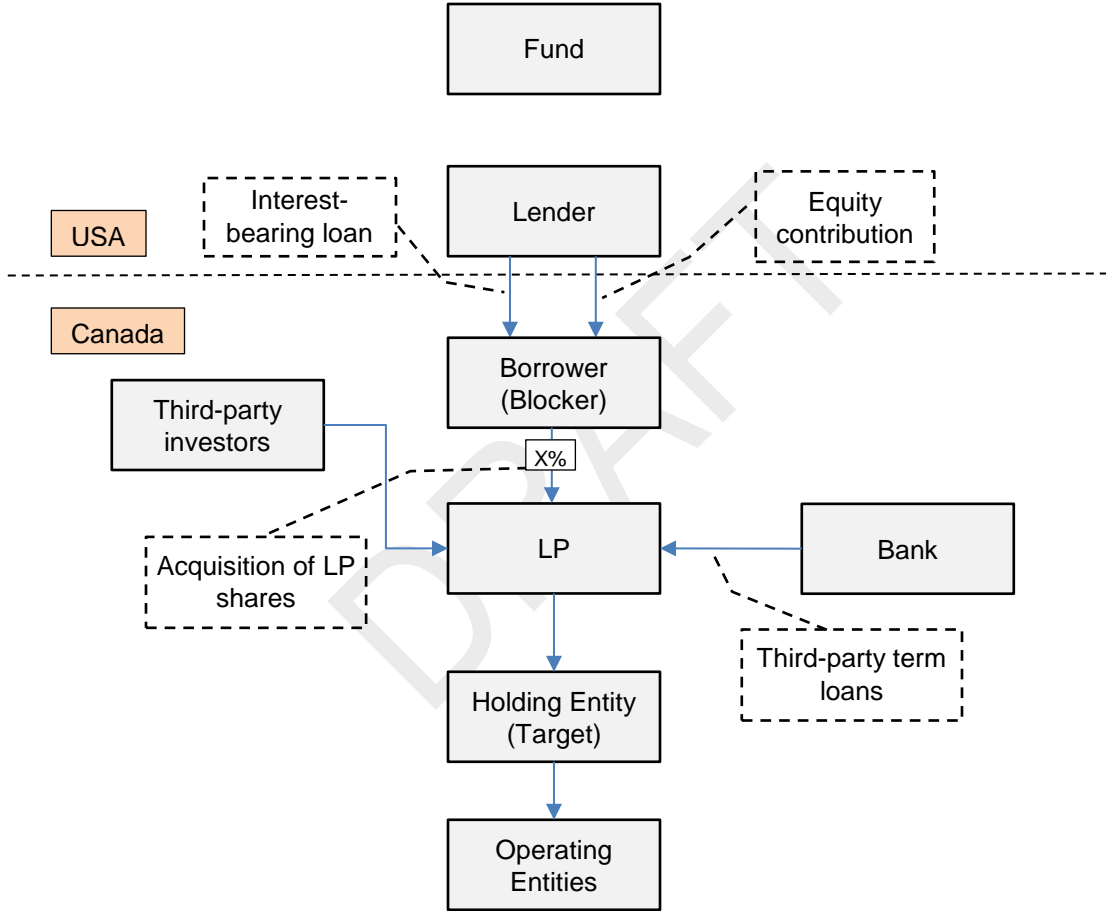 Fund
Interest-
bearing loan
Lender
Equity
contribution
USA
Canada
Borrower
(Blocker)
Third-party
investors
X%
Acquisition of LP
shares
LP
Bank
Third-party term
loans
Holding Entity
(Target)
Operating
Entities
DRAFT